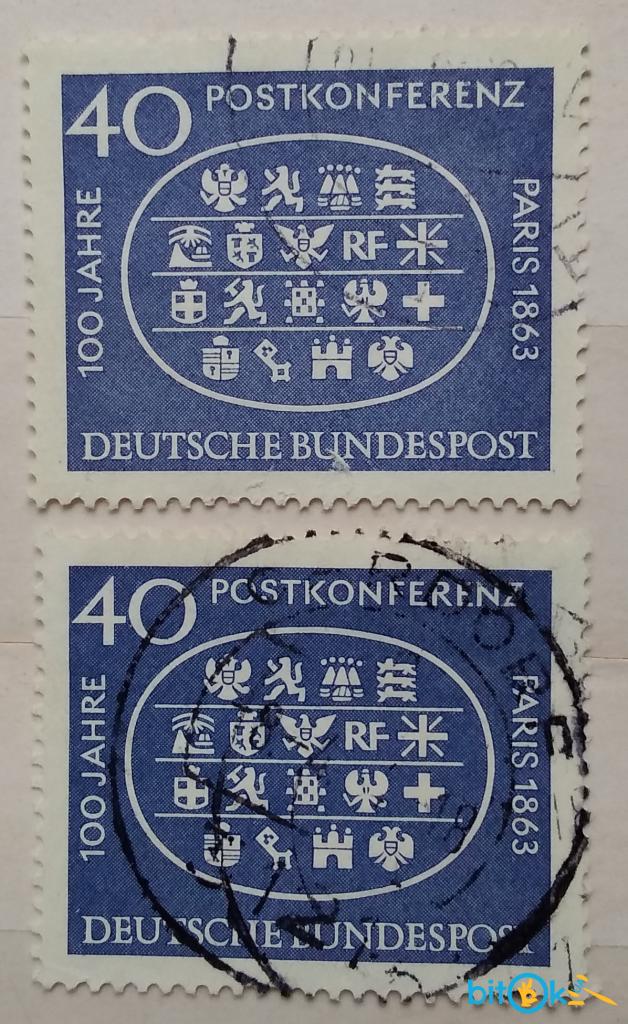 40 POSTKONFERENZ
100 JAHRE
PARIS 1863
RF
DEUTSCHE BUNDESPOST
40 POSTKONFERENZ
100 JAHRE
PARIS 1863
RF
DEUTSCHE BUNDESPOST
bitOk